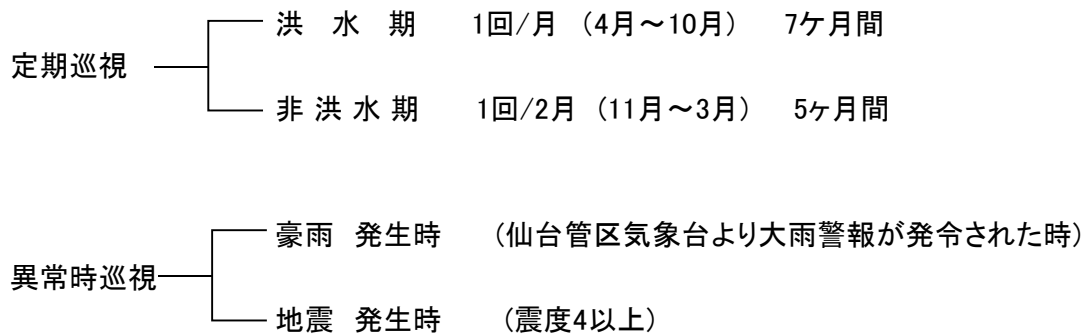 洪 水 期 1回/月 (4月～10月) 7ケ月間
定期巡視
非 洪 水 期 1回/2月 (11月～3月) 5ヶ月間
豪雨 発生時 (仙台管区気象台より大雨警報が発令された時)
異常時巡視
地震 発生時 (震度4以上)